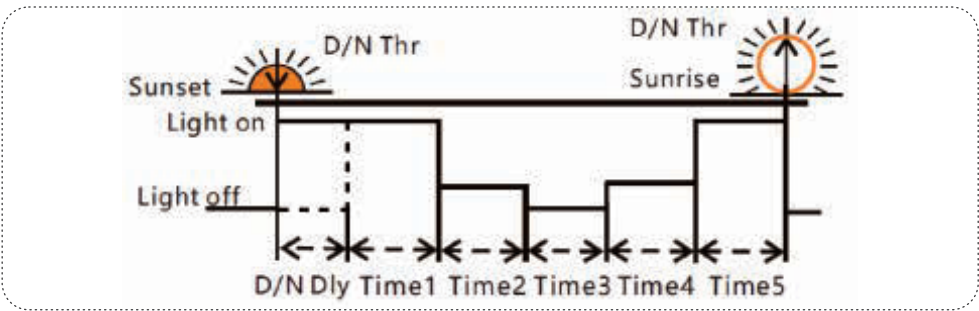 D/N Thr
D/N Thr
Sunset
Sunrise
Light on
Light off
D/N Dly Time1 Time2 Time3 Time4 Time5